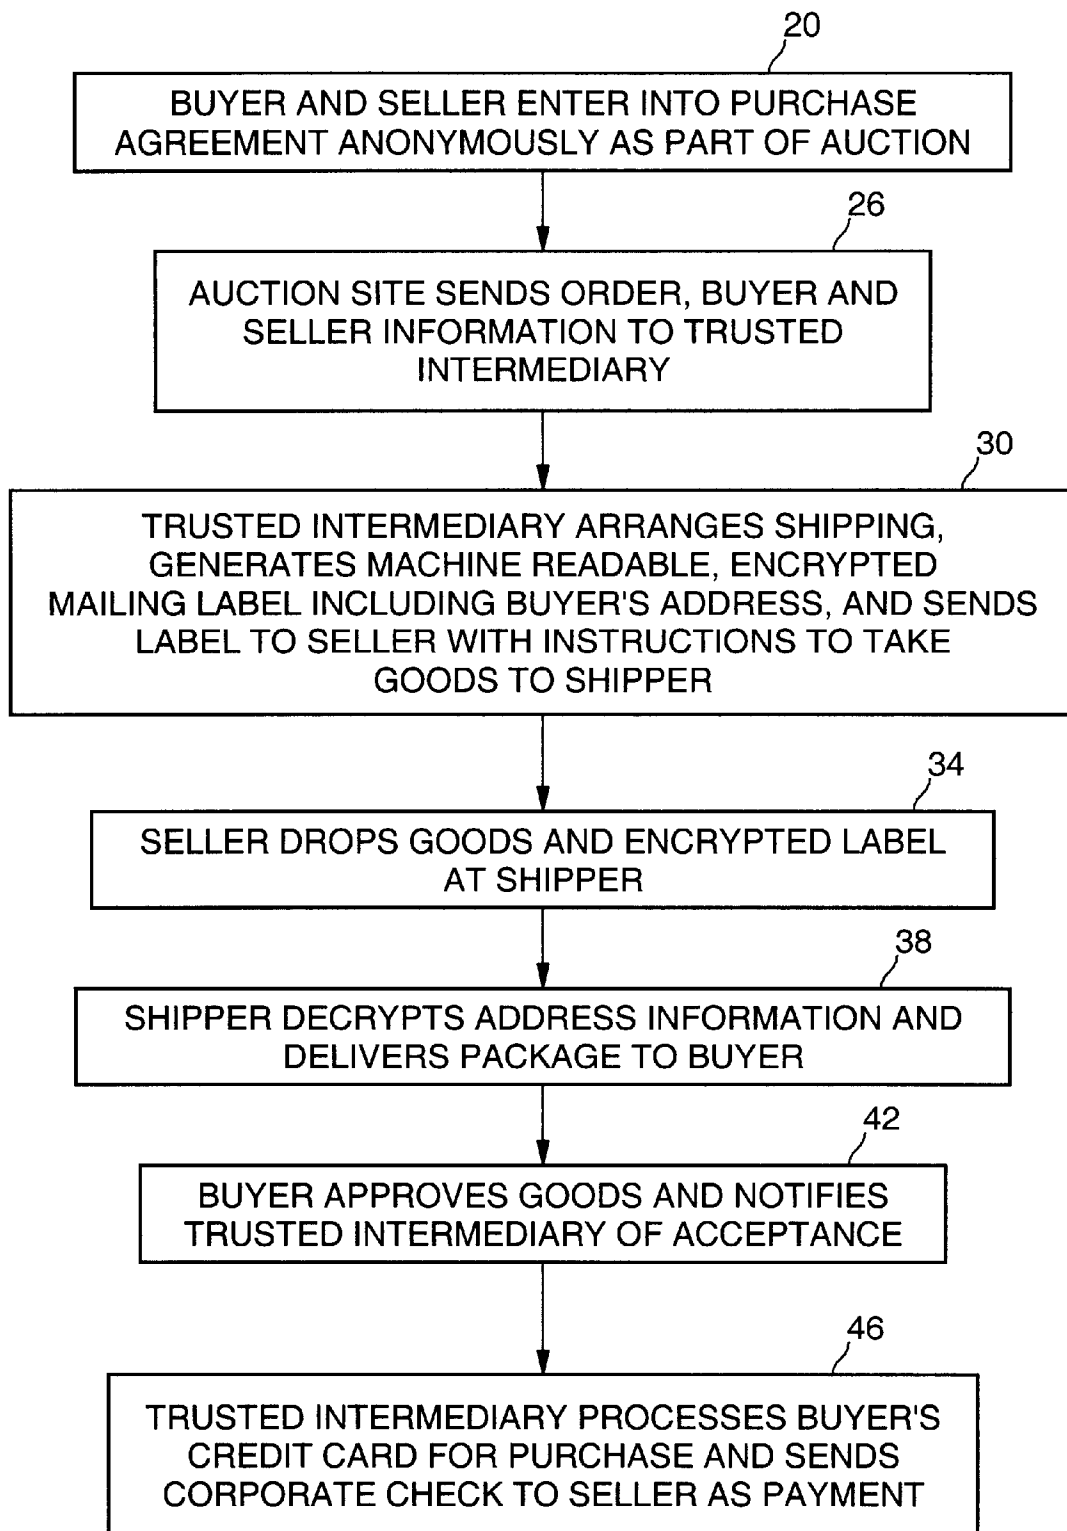 20
BUYER AND SELLER ENTER INTO PURCHASE
AGREEMENT ANONYMOUSLY AS PART OF AUCTION
26
AUCTION SITE SENDS ORDER, BUYER AND
SELLER INFORMATION TO TRUSTED
INTERMEDIARY
30
TRUSTED INTERMEDIARY ARRANGES SHIPPING,
GENERATES MACHINE READABLE, ENCRYPTED
MAILING LABEL INCLUDING BUYER'S ADDRESS, AND SENDS
LABEL TO SELLER WITH INSTRUCTIONS TO TAKE
GOODS TO SHIPPER
34
SELLER DROPS GOODS AND ENCRYPTED LABEL
AT SHIPPER
38
SHIPPER DECRYPTS ADDRESS INFORMATION AND
DELIVERS PACKAGE TO BUYER
42
BUYER APPROVES GOODS AND NOTIFIES
TRUSTED INTERMEDIARY OF ACCEPTANCE
46
TRUSTED INTERMEDIARY PROCESSES BUYER'S
CREDIT CARD FOR PURCHASE AND SENDS
CORPORATE CHECK TO SELLER AS PAYMENT